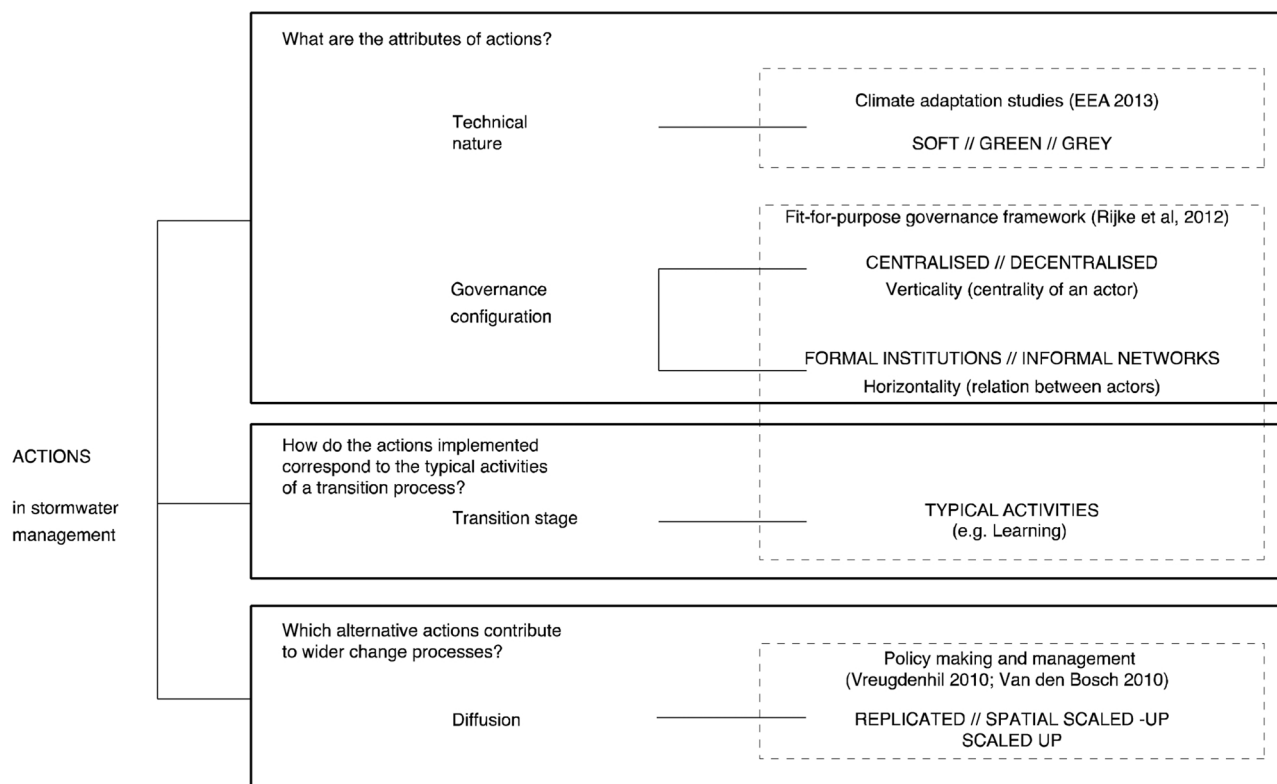 What are the attributes of actions?
Technical
nature
Climate adaptation studies (EEA 2013)
SOFT // GREEN // GREY
Fit-for-purpose governance framework (Rijke et al, 2012)
Governance
configuration
CENTRALISED // DECENTRALISED
Verticality (centrality of an actor)
FORMAL INSTITUTIONS // INFORMAL NETWORKS
Horizontality (relation between actors)
ACTIONS
in stormwater
management
How do the actions implemented
correspond to the typical activities
of a transition process?
Transition stage
TYPICAL ACTIVITIES
(e.g. Learning)
Which alternative actions contribute
to wider change processes?
Diffusion
Policy making and management
(Vreugdenhil 2010; Van den Bosch 2010)
REPLICATED // SPATIAL SCALED -UP
SCALED UP